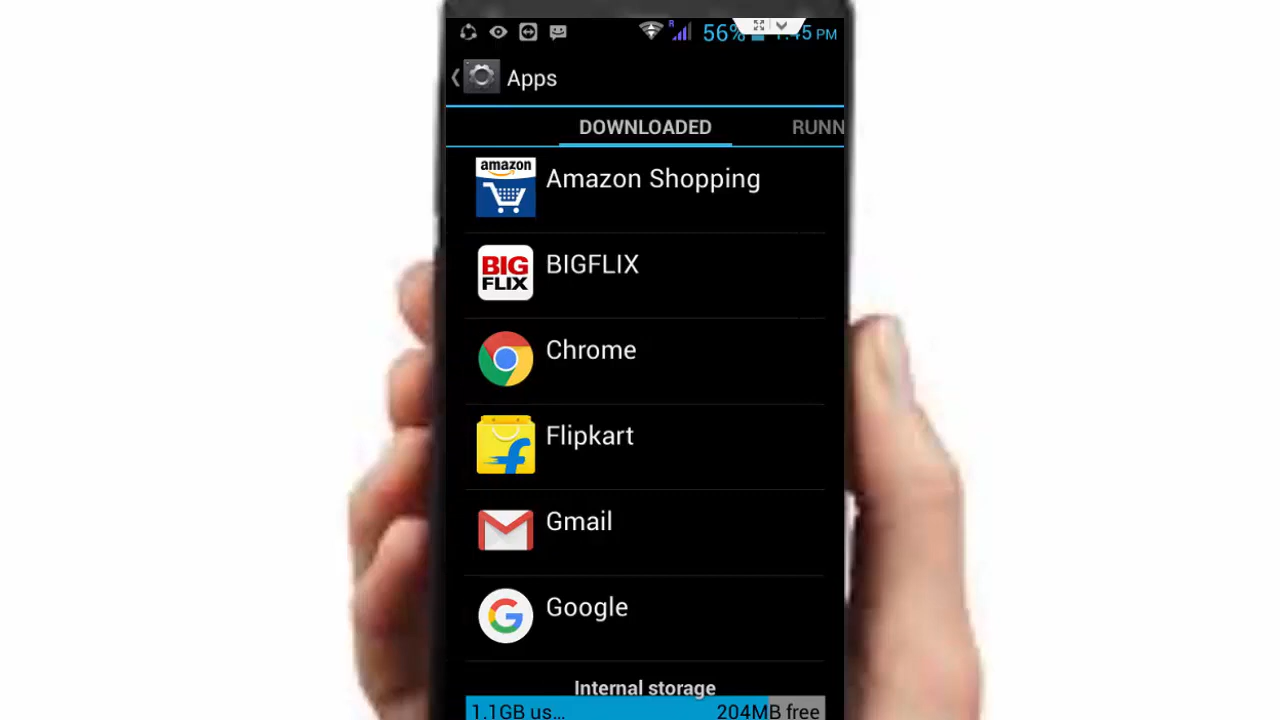 R 56% :45 PM
Apps
DOWNLOADED RUNN
amazon
Amazon Shopping
BIG
FLIX
BIGFLIX
Chrome
f
Flipkart
Gmail
G
Google
Internal storage
1.1GB us... 204MB free